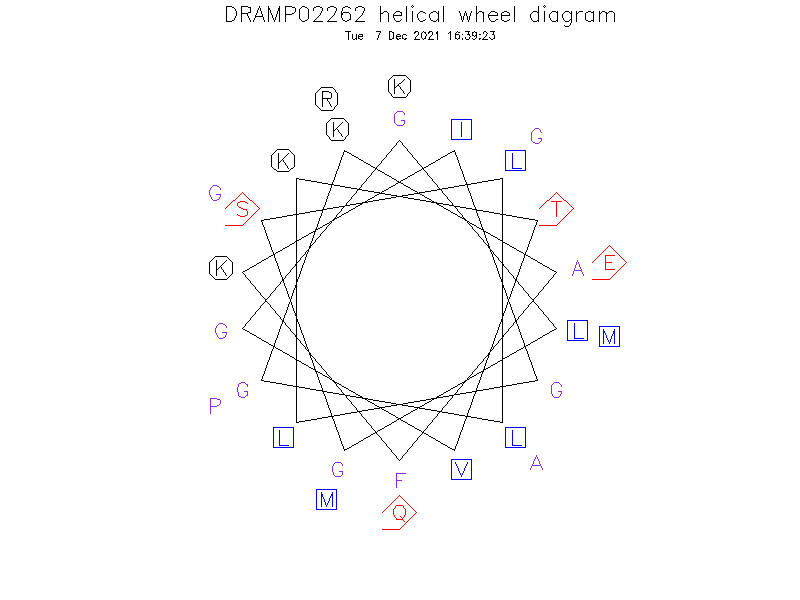 DRAMP02262 helical wheel diagram
Tue 7 Dec 2021 16:39:23
K
R
K
G
I
G
K
L
G
S
T
K
A
E
G
L
M
G
G
P
L
L
G
V
A
F
M
Q